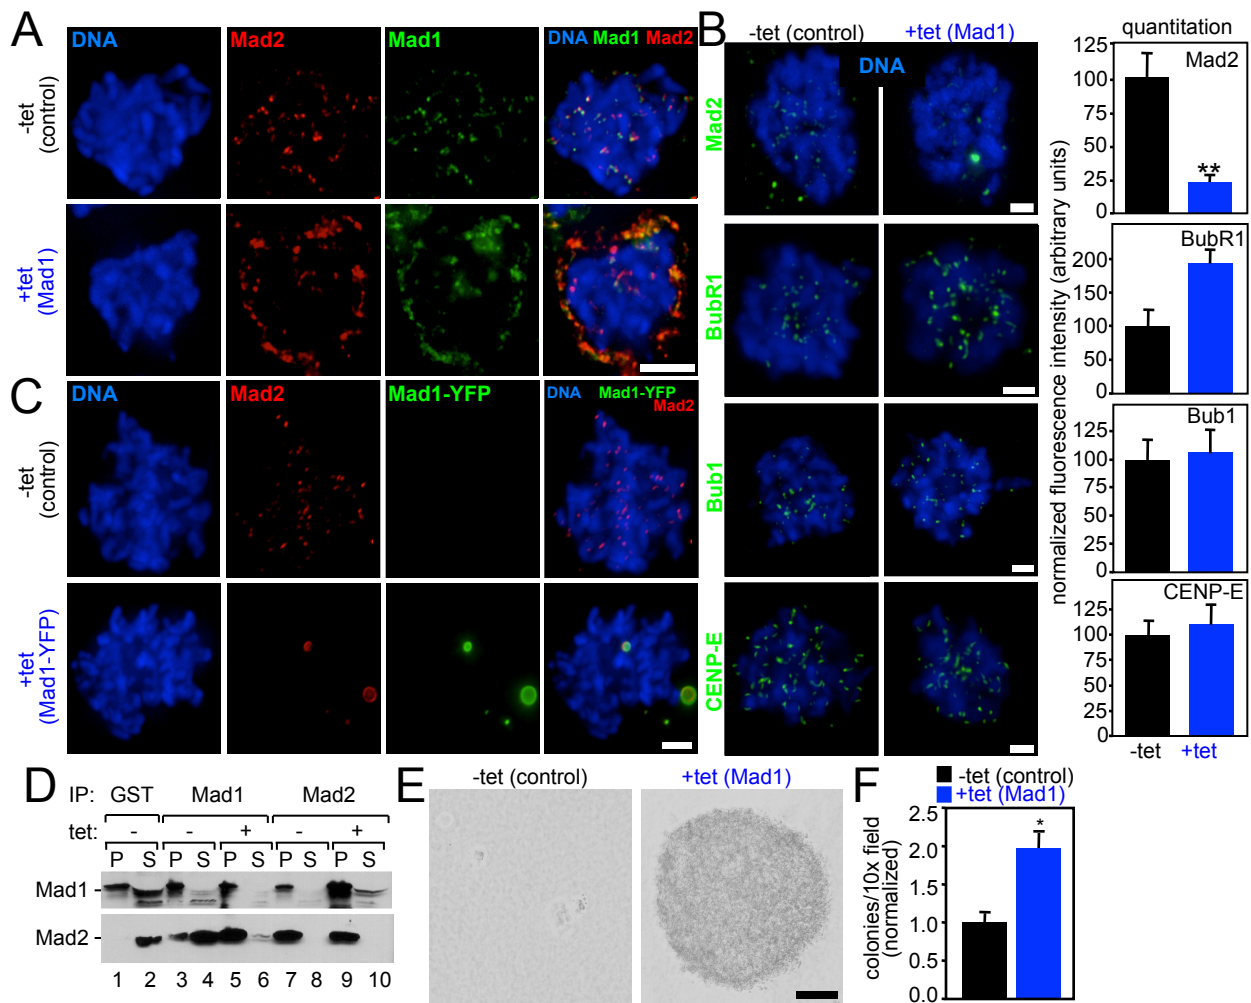 A
DNA
Mad2
Mad1
DNA Mad1 Mad2
-tet
(control)
+tet
(Mad1)
B
-tet (control)
+tet (Mad1)
DNA
Mad2
BubR1
Bub1
CENP-E
quantitation
normalized fluorescence intensity (arbitrary units)
125
100
75
50
25
0
Mad2
**
200
150
100
50
0
BubR1
125
100
75
50
25
0
Bub1
125
100
75
50
25
0
CENP-E
-tet
+tet
C
DNA
Mad2
Mad1-YFP
DNA Mad1-YFP
Mad2
-tet
(control)
+tet
(Mad1-YFP)
D
IP: GST Mad1 Mad2
tet: - - + - +
P S P S P S P S P S
Mad1
Mad2
1 2 3 4 5 6 7 8 9 10
E
-tet (control)
+tet (Mad1)
F
-tet (control)
+tet (Mad1)
colonies/10x field
(normalized)
2.5
2.0
1.5
1.0
0.5
0.0
*